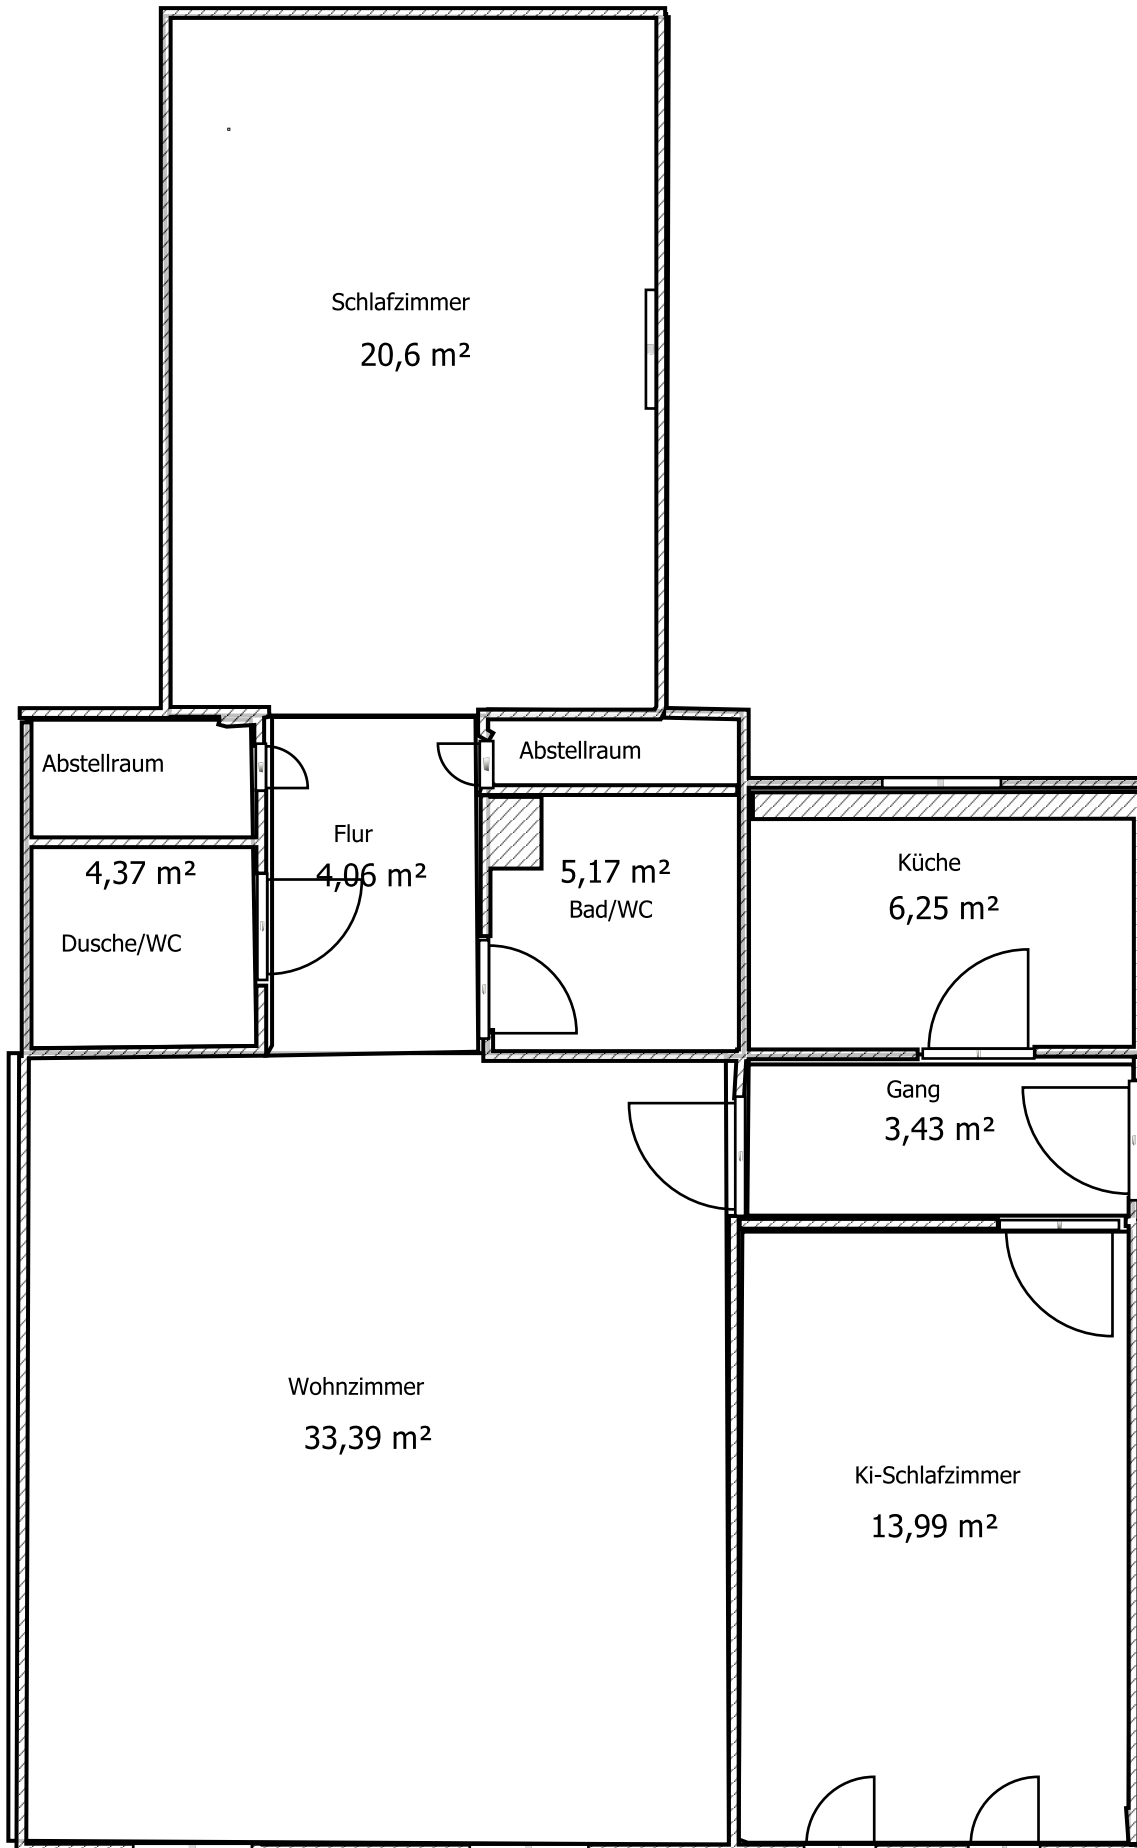 Schlafzimmer
20,6 m²
Abstellraum
Abstellraum
Flur
4,06 m²
4,37 m²
Dusche/WC
5,17 m²
Bad/WC
Küche
6,25 m²
Gang
3,43 m²
Wohnzimmer
33,39 m²
Ki-Schlafzimmer
13,99 m²